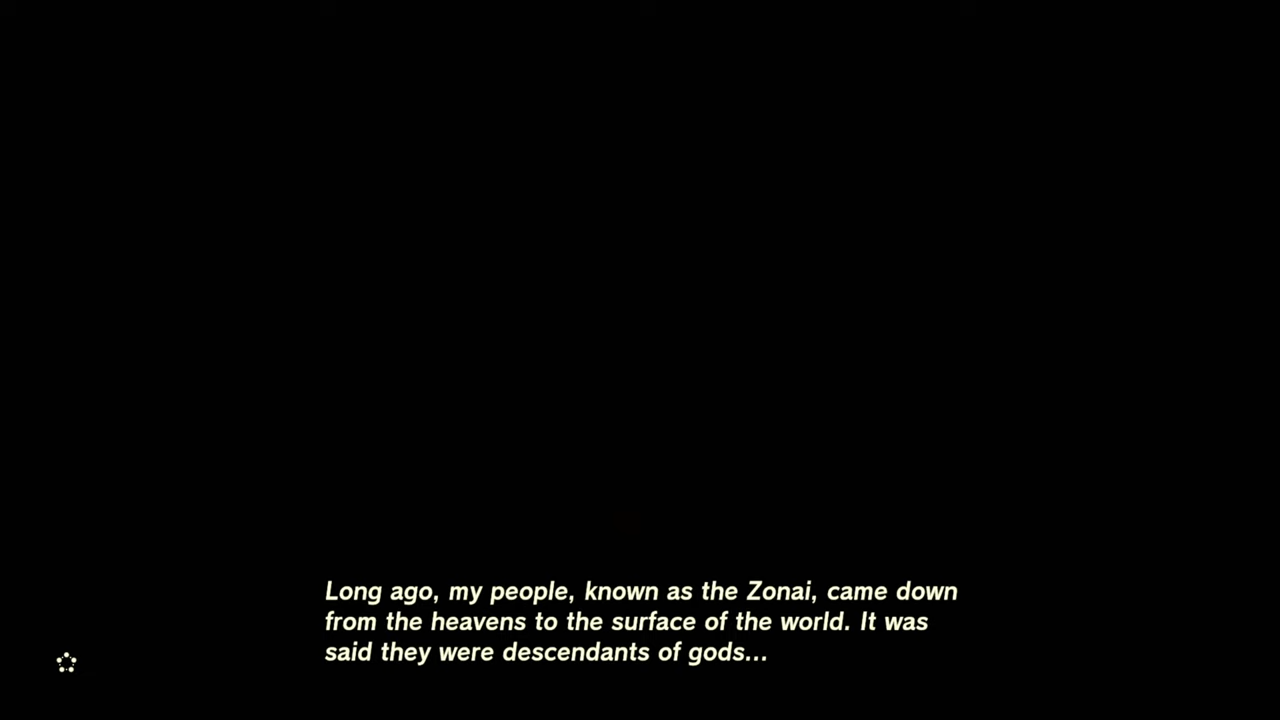 Long ago, my people, known as the Zonai, came down
from the heavens to the surface of the world. It was
said they were descendants of gods...